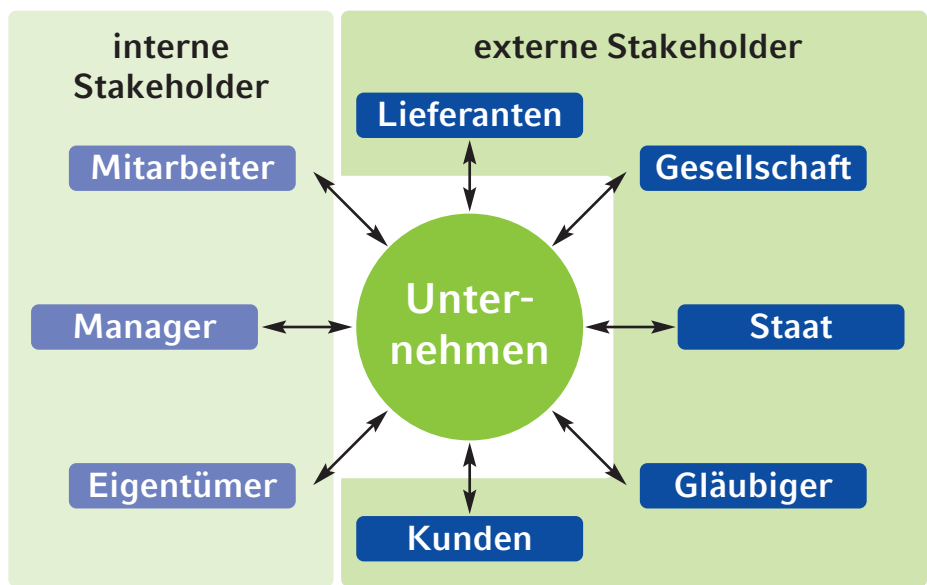 interne
Stakeholder
externe Stakeholder
Lieferanten
Mitarbeiter
Gesellschaft
Unter-
nehmen
Manager
Staat
Eigentümer
Gläubiger
Kunden